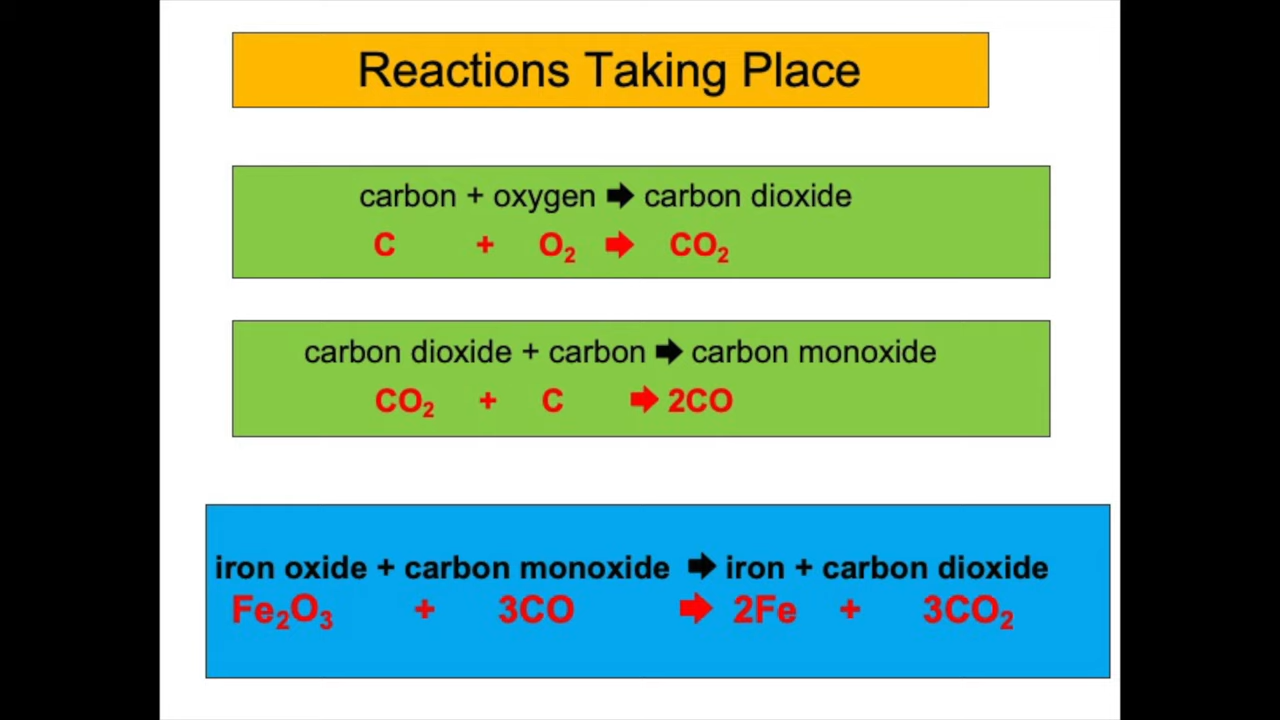 Reactions Taking Place
carbon + oxygen ➡ carbon dioxide
C + O₂ ➡ CO₂
carbon dioxide + carbon ➡ carbon monoxide
CO₂ + C ➡ 2CO
iron oxide + carbon monoxide ➡ iron + carbon dioxide
Fe₂O₃ + 3CO ➡ 2Fe + 3CO₂